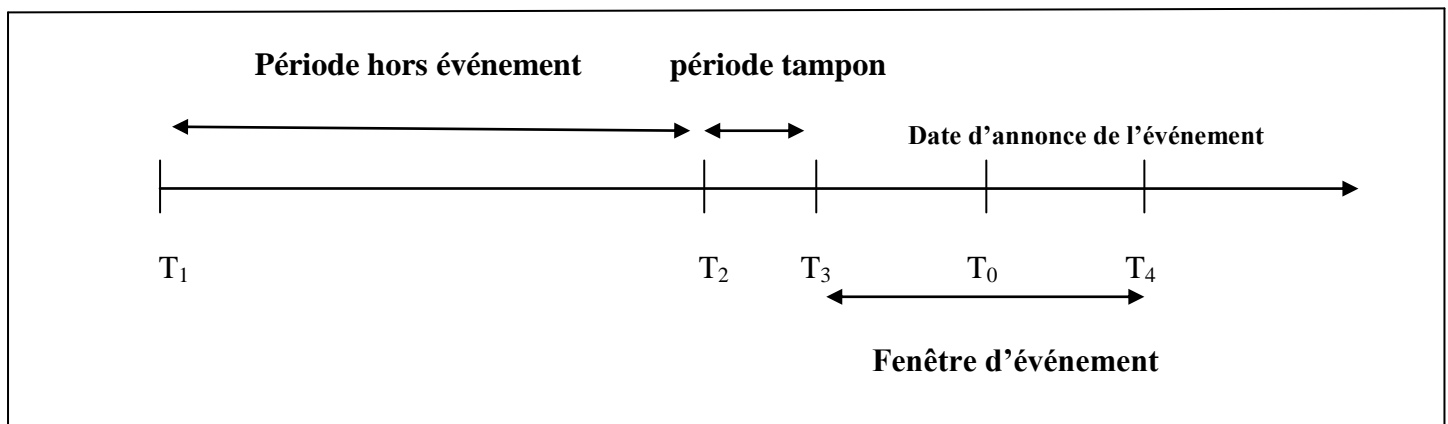 Période hors événement période tampon
Date d’annonce de l’événement
T₁ T₂ T₃ T₀ T₄
Fenêtre d’événement